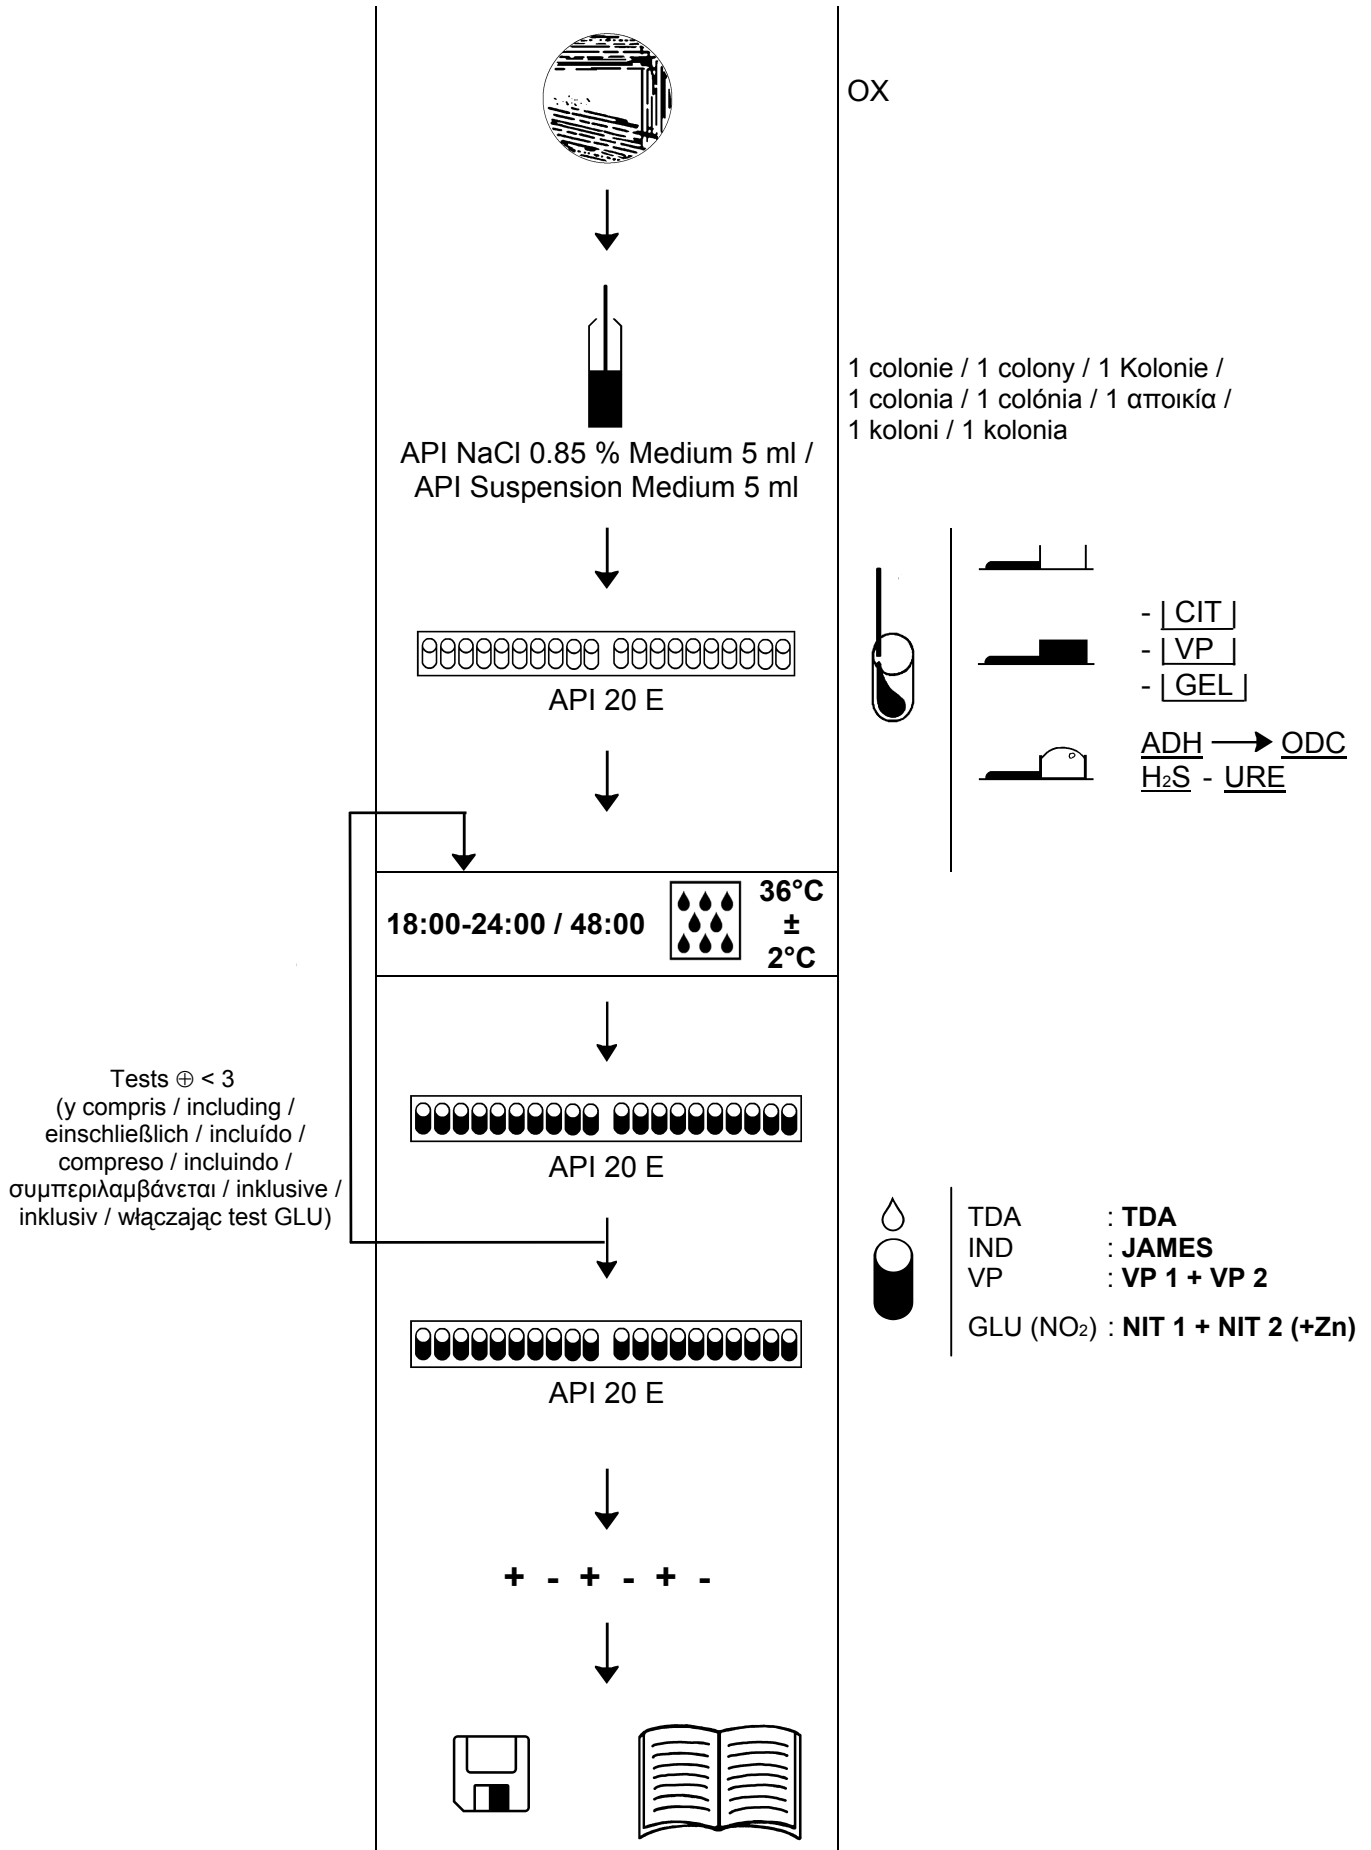 OX
1 colonie / 1 colony / 1 Kolonie /
1 colonia / 1 colónia / 1 αποικία /
1 koloni / 1 kolonia
API NaCl 0.85 % Medium 5 ml /
API Suspension Medium 5 ml
- | CIT |
- | VP |
- | GEL |
API 20 E
ADH → ODC
H₂S - URE
18:00-24:00 / 48:00
36°C
±
2°C
Tests ⊕ < 3
(y compris / including /
einschließlich / incluído /
compreso / incluindo /
συμπεριλαμβάνεται / inklusive /
inklusiv / włączając test GLU)
API 20 E
TDA : TDA
IND : JAMES
VP : VP 1 + VP 2
GLU (NO₂) : NIT 1 + NIT 2 (+Zn)
API 20 E
+ - + - + -